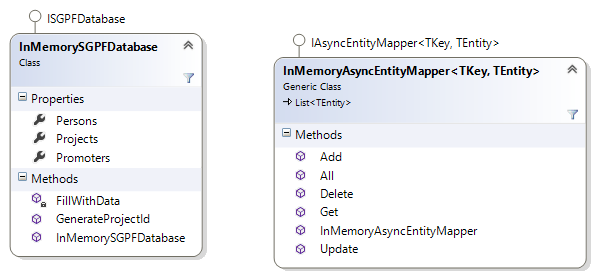 ISGPFDatabase
InMemorySGPFDatabase
Class
Properties
Persons
Projects
Promoters
Methods
FillWithData
GenerateProjectId
InMemorySGPFDatabase
IAsyncEntityMapper<TKey, TEntity>
InMemoryAsyncEntityMapper<TKey, TEntity>
Generic Class
List<TEntity>
Methods
Add
All
Delete
Get
InMemoryAsyncEntityMapper
Update